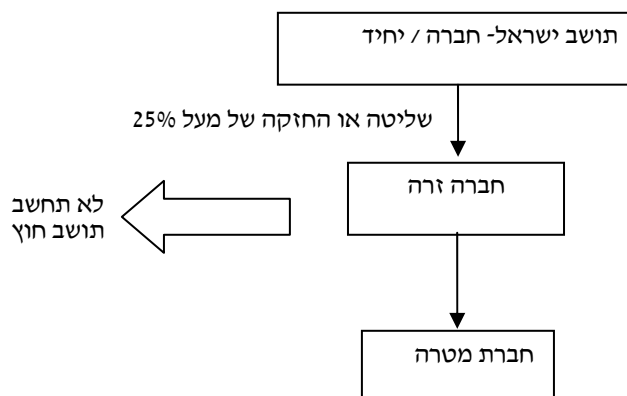 תושב ישראל- חברה / יחיד
שליטה או החזקה של מעל 25%
חברה זרה
לא תחשב
תושב חוץ
חברת מטרה